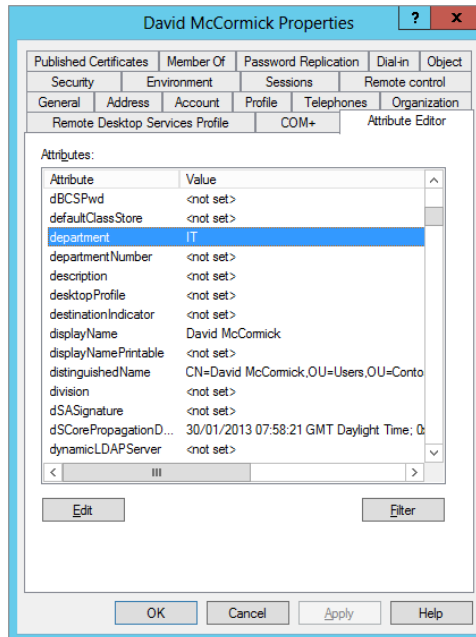 David McCormick Properties ? x
Published Certificates Member Of Password Replication Dial-in Object
Security Environment Sessions Remote control
General Address Account Profile Telephones Organization
Remote Desktop Services Profile COM+ Attribute Editor
Attributes:
Attribute Value
dBCSPwd <not set>
defaultClassStore <not set>
department IT
departmentNumber <not set>
description <not set>
desktopProfile <not set>
destinationIndicator <not set>
displayName David McCormick
displayNamePrintable <not set>
distinguishedName CN=David McCormick,OU=Users,OU=Conto
division <not set>
dSASignature <not set>
dSCorePropagationD... 30/01/2013 07:58:21 GMT Daylight Time; 0
dynamicLDAPServer <not set>
Edit Filter
OK Cancel Apply Help